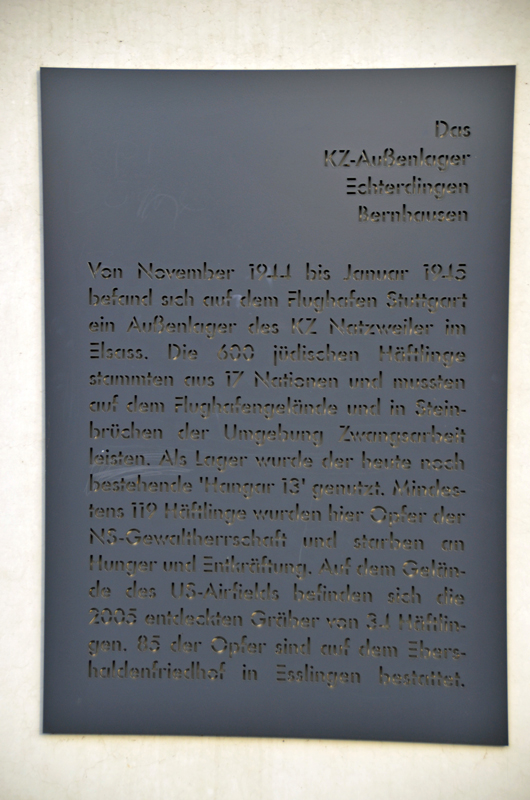 Das
KZ-Außenlager
Echterdingen
Bernhausen
Von November 1944 bis Januar 1945
befand sich auf dem Flughafen Stuttgart
ein Außenlager des KZ Natzweiler im
Elsass. Die 600 jüdischen Häftlinge
stammten aus 17 Nationen und mussten
auf dem Flughafengelände und in Stein-
brüchen der Umgebung Zwangsarbeit
leisten. Als Lager wurde der heute noch
bestehende 'Hangar 13' genutzt. Mindes-
tens 119 Häftlinge wurden hier Opfer der
NS-Gewaltherrschaft und starben an
Hunger und Entkräftung. Auf dem Gelän-
de des US-Airfields befinden sich die
2005 entdeckten Gräber von 34 Häftlin-
gen. 85 der Opfer sind auf dem Ebers-
haldenfriedhof in Esslingen bestattet.